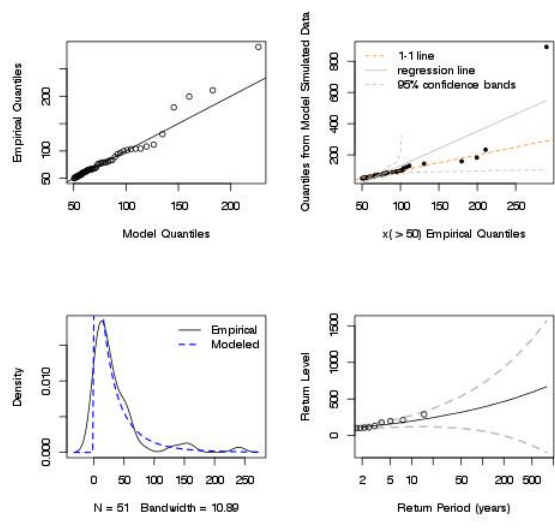 Empirical Quantiles
50
100
200
50
100
150
200
Model Quantiles
Quantiles from Model Simulated Data
200
400
600
800
1-1 line
regression line
95% confidence bands
50
100
150
200
250
x( > 50) Empirical Quantiles
Density
0.000
0.010
Empirical
Modeled
0
50
100
150
200
250
N = 51 Bandwidth = 10.89
Return Level
0
500
1000
1500
2
5
10
50
200
500
Return Period (years)